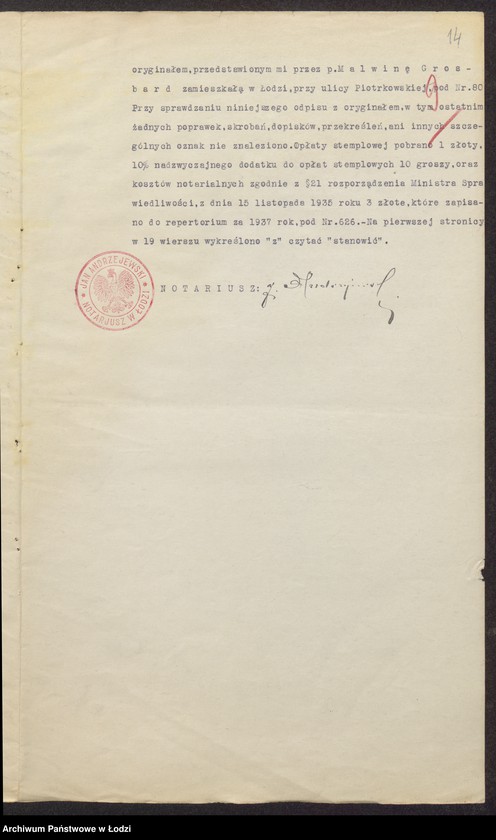 14
oryginałem,przedstawionym mi przez p.M a l w i n ę G r o s -
b a r d zamieszkałą w Łodzi,przy ulicy Piotrkowskiej,pod Nr.80
Przy sprawdzaniu niniejszego odpisu z oryginałem,w tym ostatnim
żadnych poprawek.skrobań,dopisków,przekreśleń,ani innych szcze-
gólnych oznak nie znaleziono.Opłaty stemplowej pobrano 1 złoty,
10% nadzwyczajnego dodatku do opłat stemplowych 10 groszy,oraz
kosztów notarialnych zgodnie z §21 rozporządzenia Ministra Spra
wiedliwości,z dnia 15 listopade 1935 roku 3 złote,które zapisa-
no do repertorium za 1937 rok,pod Nr.626.-Na pierwszej stronicy
w 19 wierszu wykreślono "z" czytać "stanowid".
JAN ANDRZEJEWSKI
NOTARJUSZ W ŁODZI
N O T A R I U S Z:
Archiwum Państwowe w Łodzi